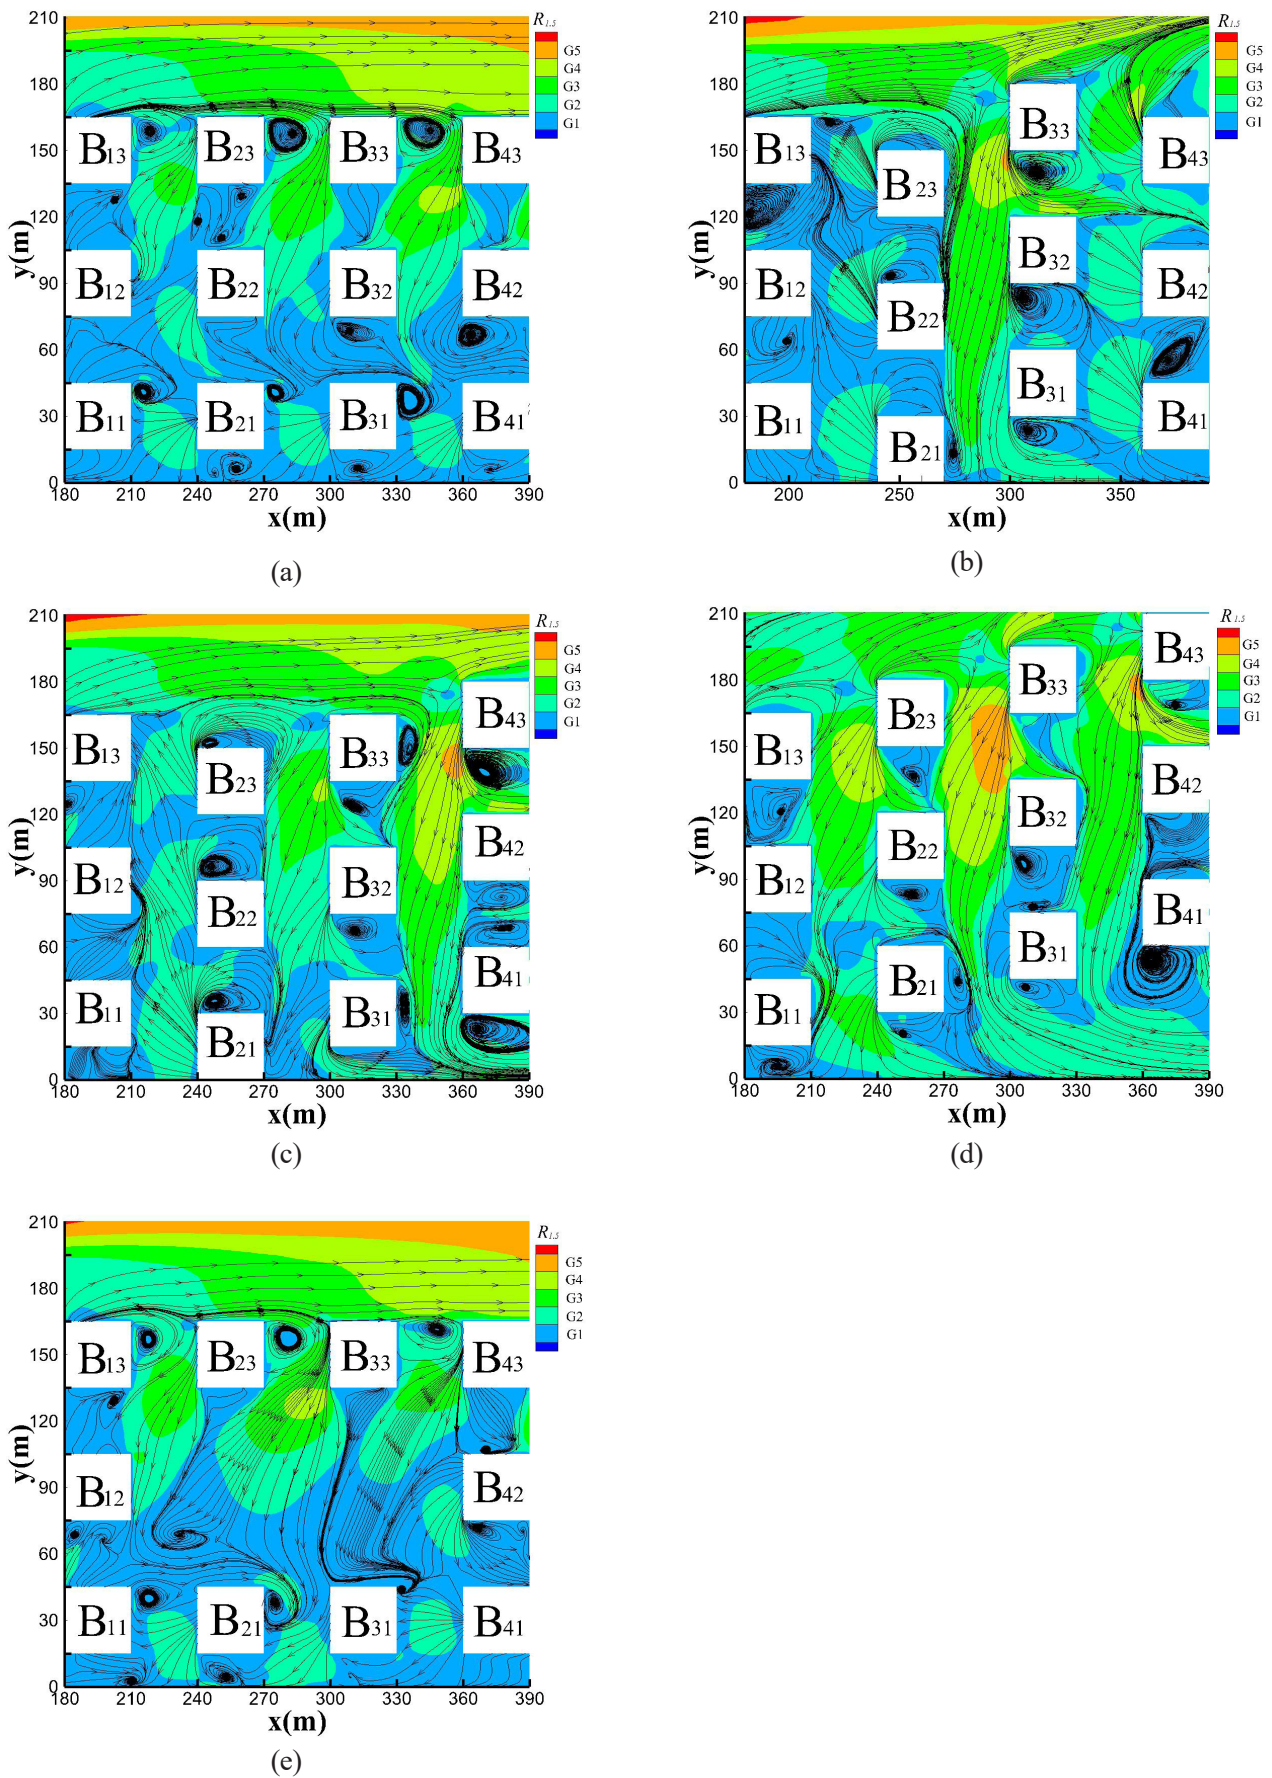 210
180
150
120
90
60
30
0
y(m)
180 210 240 270 300 330 360 390
x(m)
R1.5
G5
G4
G3
G2
G1
B13 B23 B33 B43
B12 B22 B32 B42
B11 B21 B31 B41
(a)
210
180
150
120
90
60
30
0
y(m)
200 250 300 350
x(m)
R1.5
G5
G4
G3
G2
G1
B33
B13 B43
B23
B32
B12 B42
B22
B31
B11 B41
B21
(b)
210
180
150
120
90
60
30
0
y(m)
180 210 240 270 300 330 360 390
x(m)
R1.5
G5
G4
G3
G2
G1
B43
B13 B33
B23
B42
B12 B32
B22
B41
B11 B31
B21
(c)
210
180
150
120
90
60
30
0
y(m)
180 210 240 270 300 330 360 390
x(m)
R1.5
G5
G4
G3
G2
G1
B43
B33
B23
B13
B42
B32
B22
B12
B41
B31
B21
B11
(d)
210
180
150
120
90
60
30
0
y(m)
180 210 240 270 300 330 360 390
x(m)
R1.5
G5
G4
G3
G2
G1
B13 B23 B33 B43
B12 B42
B11 B21 B31 B41
(e)